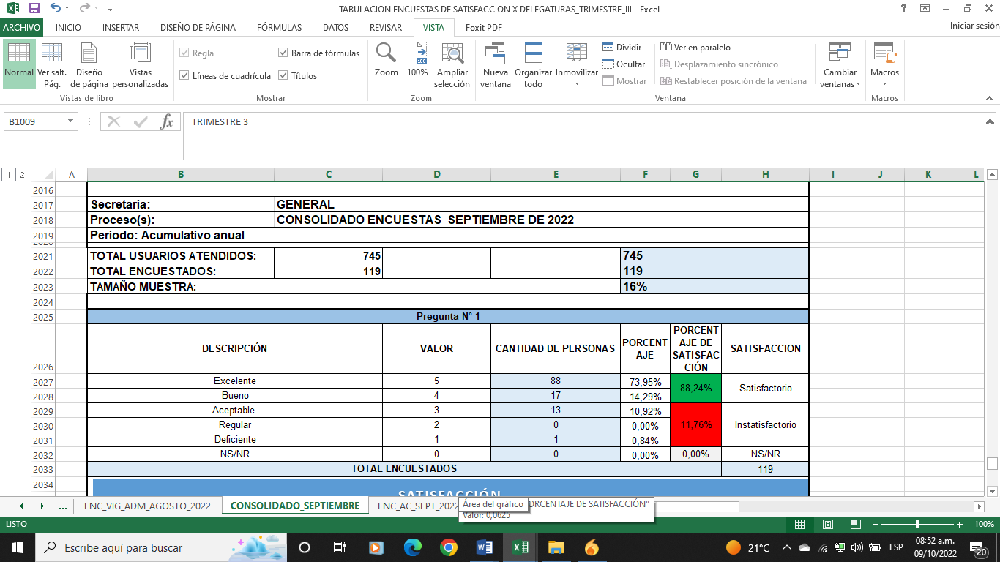 TABULACION ENCUESTAS DE SATISFACCION X DELEGATURAS_TRIMESTRE_III - Excel
ARCHIVO INICIO INSERTAR DISEÑO DE PÁGINA FÓRMULAS DATOS REVISAR VISTA Foxit PDF Iniciar sesión
Normal Ver salt. Pág. Diseño de página Vistas personalizadas
Vistas de libro
Regla Barra de fórmulas
Líneas de cuadrícula Títulos
Mostrar
Zoom 100% Ampliar selección
Zoom
Nueva ventana Organizar todo Inmovilizar
Dividir
Ocultar
Mostrar
Ver en paralelo
Desplazamiento sincrónico
Restablecer posición de la ventana
Cambiar ventanas
Ventana
Macros
Macros
B1009 fx TRIMESTRE 3
1 2 A B C D E F G H I J K L
2016
2017 Secretaria: GENERAL
2018 Proceso(s): CONSOLIDADO ENCUESTAS SEPTIEMBRE DE 2022
2019 Periodo: Acumulativo anual
2021 TOTAL USUARIOS ATENDIDOS: 745 745
2022 TOTAL ENCUESTADOS: 119 119
2023 TAMAÑO MUESTRA: 16%
2024
2025 Pregunta N° 1
2026 DESCRIPCIÓN VALOR CANTIDAD DE PERSONAS PORCENTAJE PORCENTAJE DE SATISFACCIÓN SATISFACCION
2027 Excelente 5 88 73,95% 88,24% Satisfactorio
2028 Bueno 4 17 14,29%
2029 Aceptable 3 13 10,92%
2030 Regular 2 0 0,00% 11,76% Instatisfactorio
2031 Deficiente 1 1 0,84%
2032 NS/NR 0 0 0,00% 0,00% NS/NR
2033 TOTAL ENCUESTADOS 119
2034 SATISFACCIÓN
... ENC_VIG_ADM_AGOSTO_2022 CONSOLIDADO_SEPTIEMBRE ENC_AC_SEPT_2022
Área del gráfico ORCENTAJE DE SATISFACCIÓN"
Valor: 0,0625
LISTO 100%
Escribe aquí para buscar 21°C ESP 08:52 a.m.
09/10/2022 20